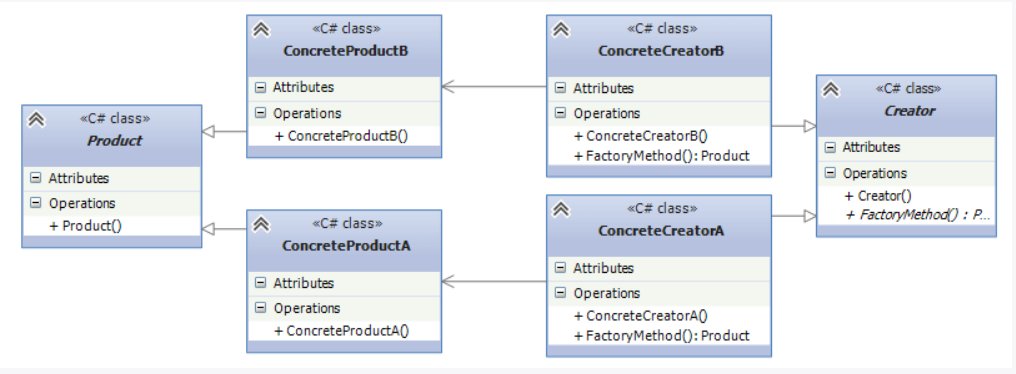 «C# class»
Product
Attributes
Operations
+ Product()
«C# class»
ConcreteProductB
Attributes
Operations
+ ConcreteProductB()
«C# class»
ConcreteProductA
Attributes
Operations
+ ConcreteProductA()
«C# class»
ConcreteCreatorB
Attributes
Operations
+ ConcreteCreatorB()
+ FactoryMethod(): Product
«C# class»
ConcreteCreatorA
Attributes
Operations
+ ConcreteCreatorA()
+ FactoryMethod(): Product
«C# class»
Creator
Attributes
Operations
+ Creator()
+ FactoryMethod() : P...